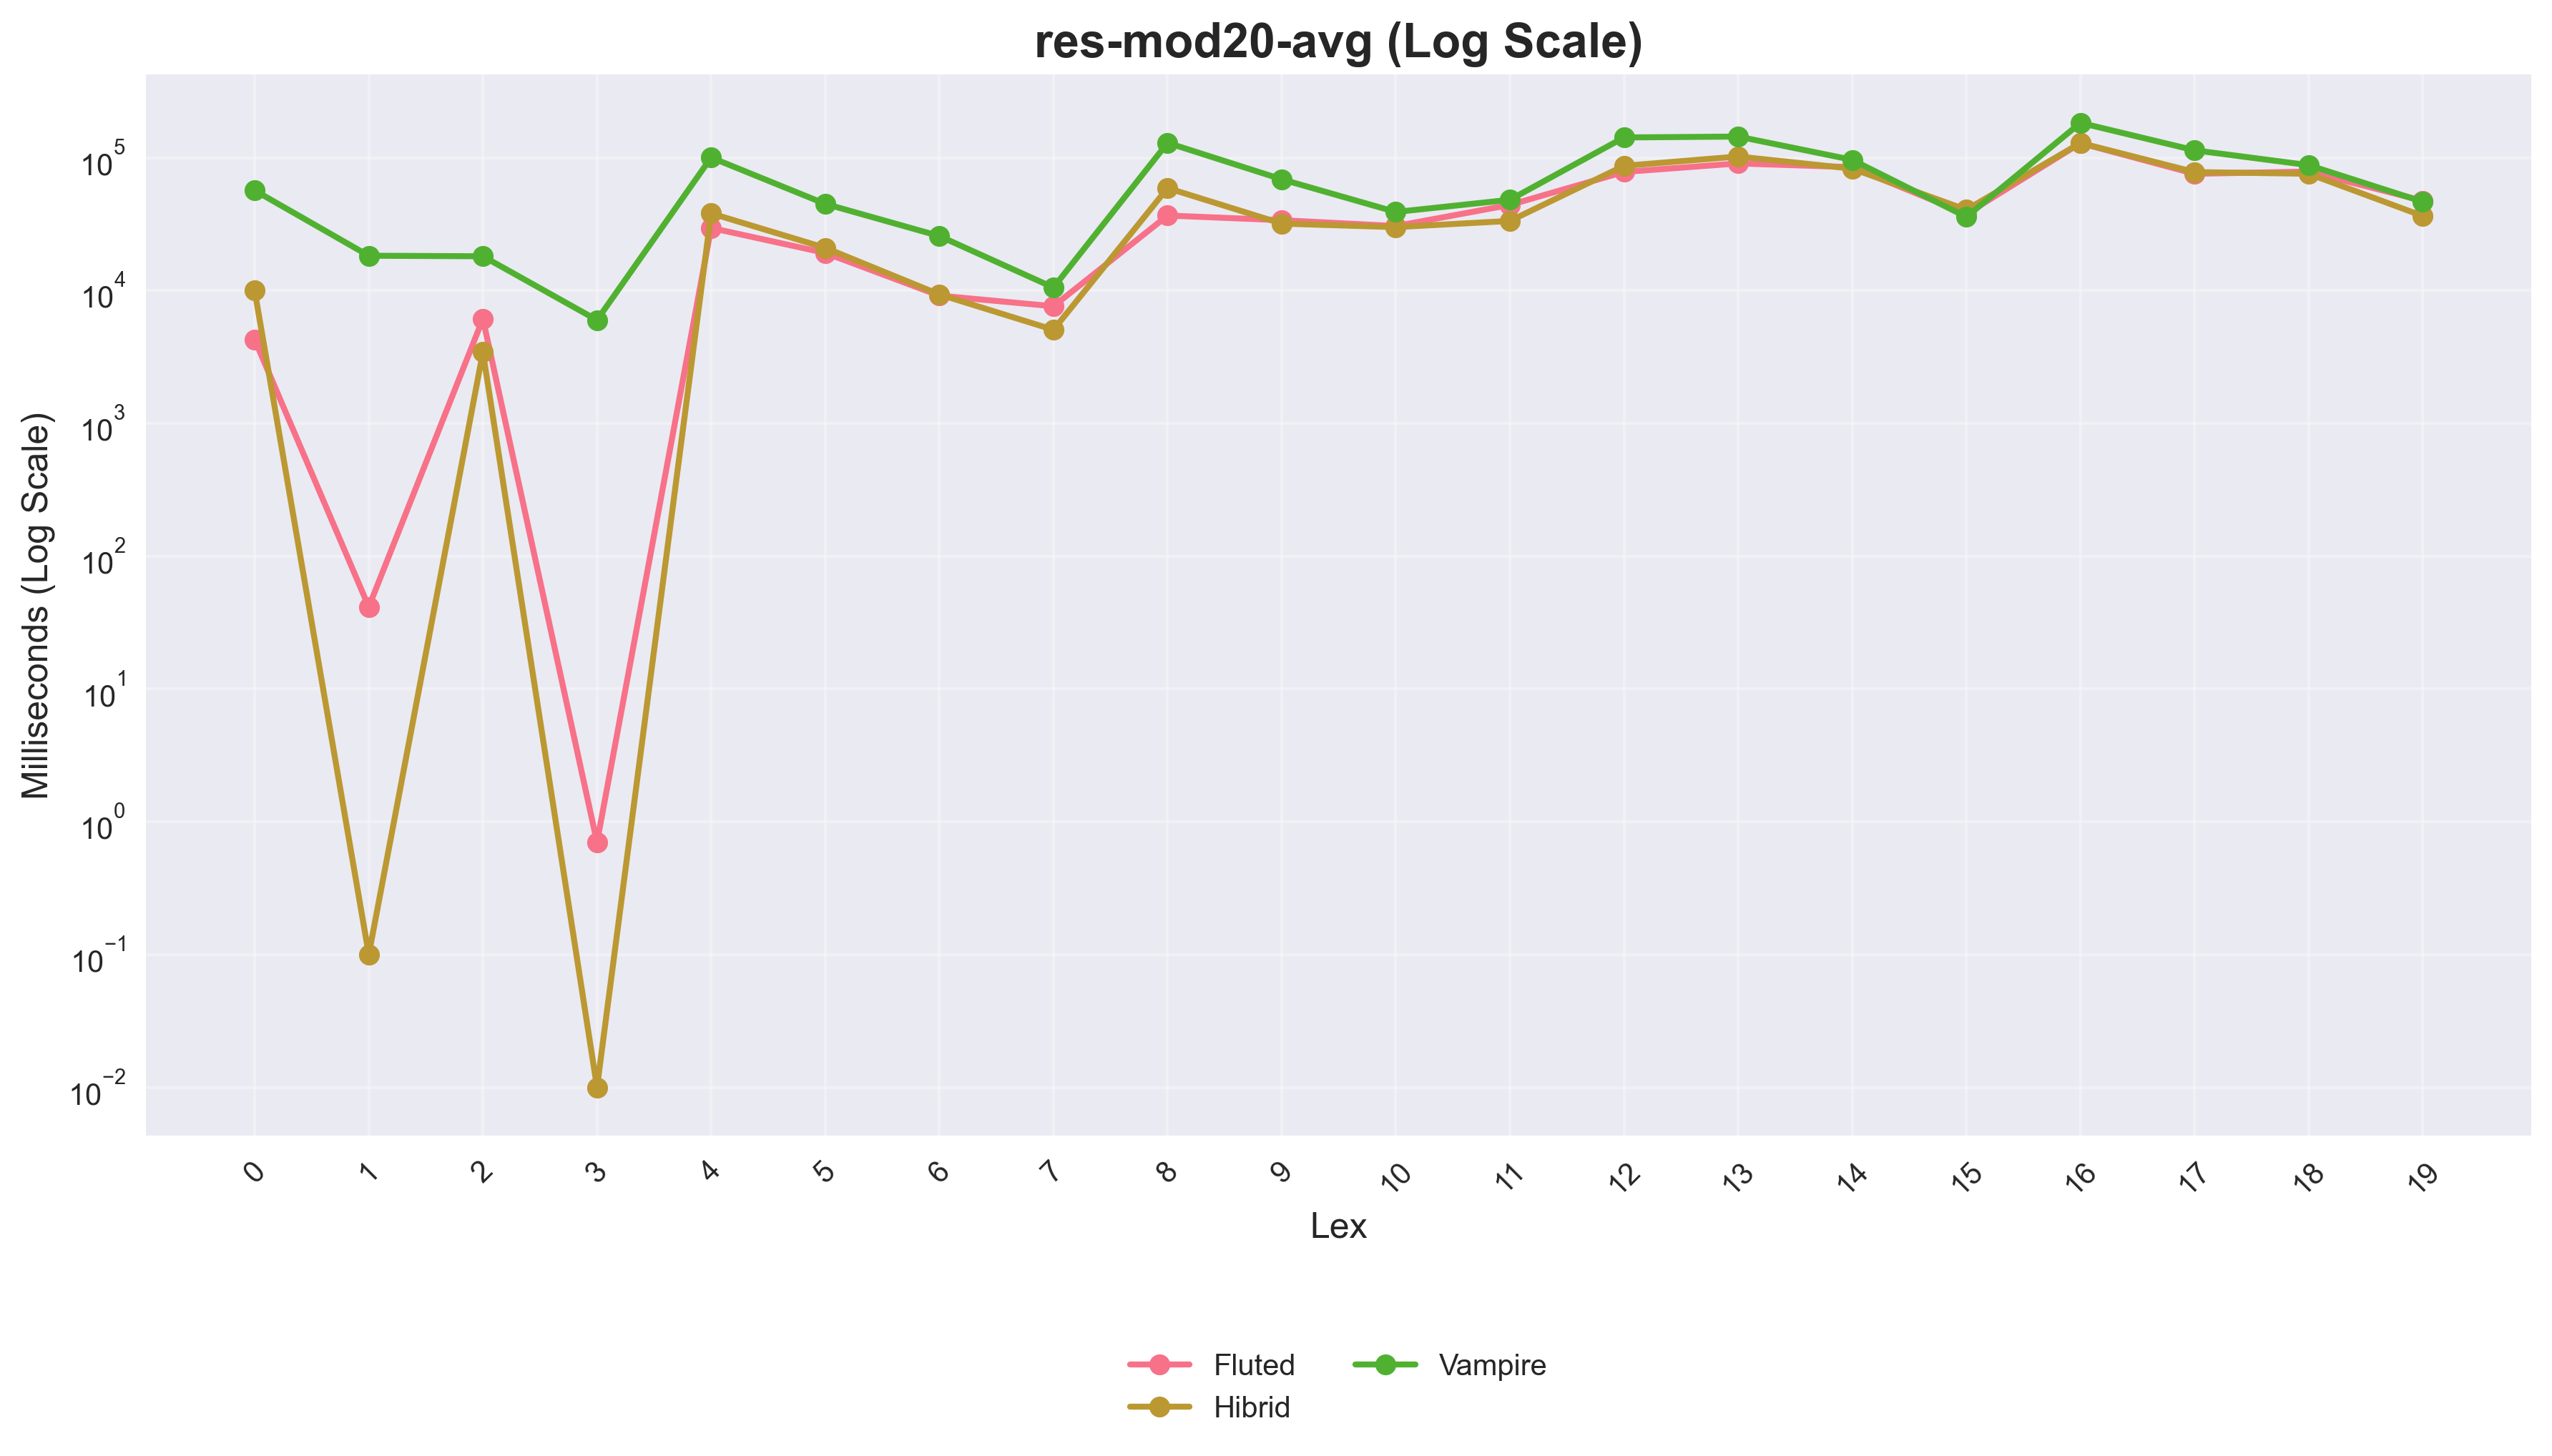 res-mod20-avg (Log Scale)
Milliseconds (Log Scale)
10^5
10^4
10^3
10^2
10^1
10^0
10^−1
10^−2
0 1 2 3 4 5 6 7 8 9 10 11 12 13 14 15 16 17 18 19
Lex
Fluted Vampire
Hibrid